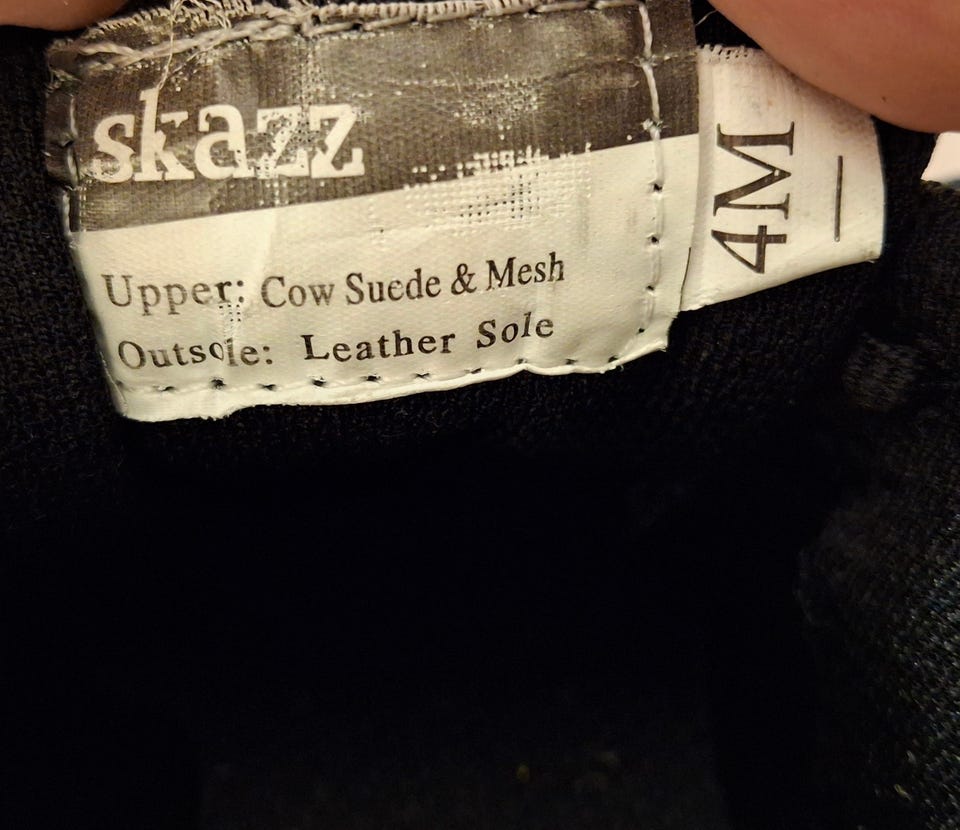 skazz
Upper: Cow Suede & Mesh
Outsole: Leather Sole
4M